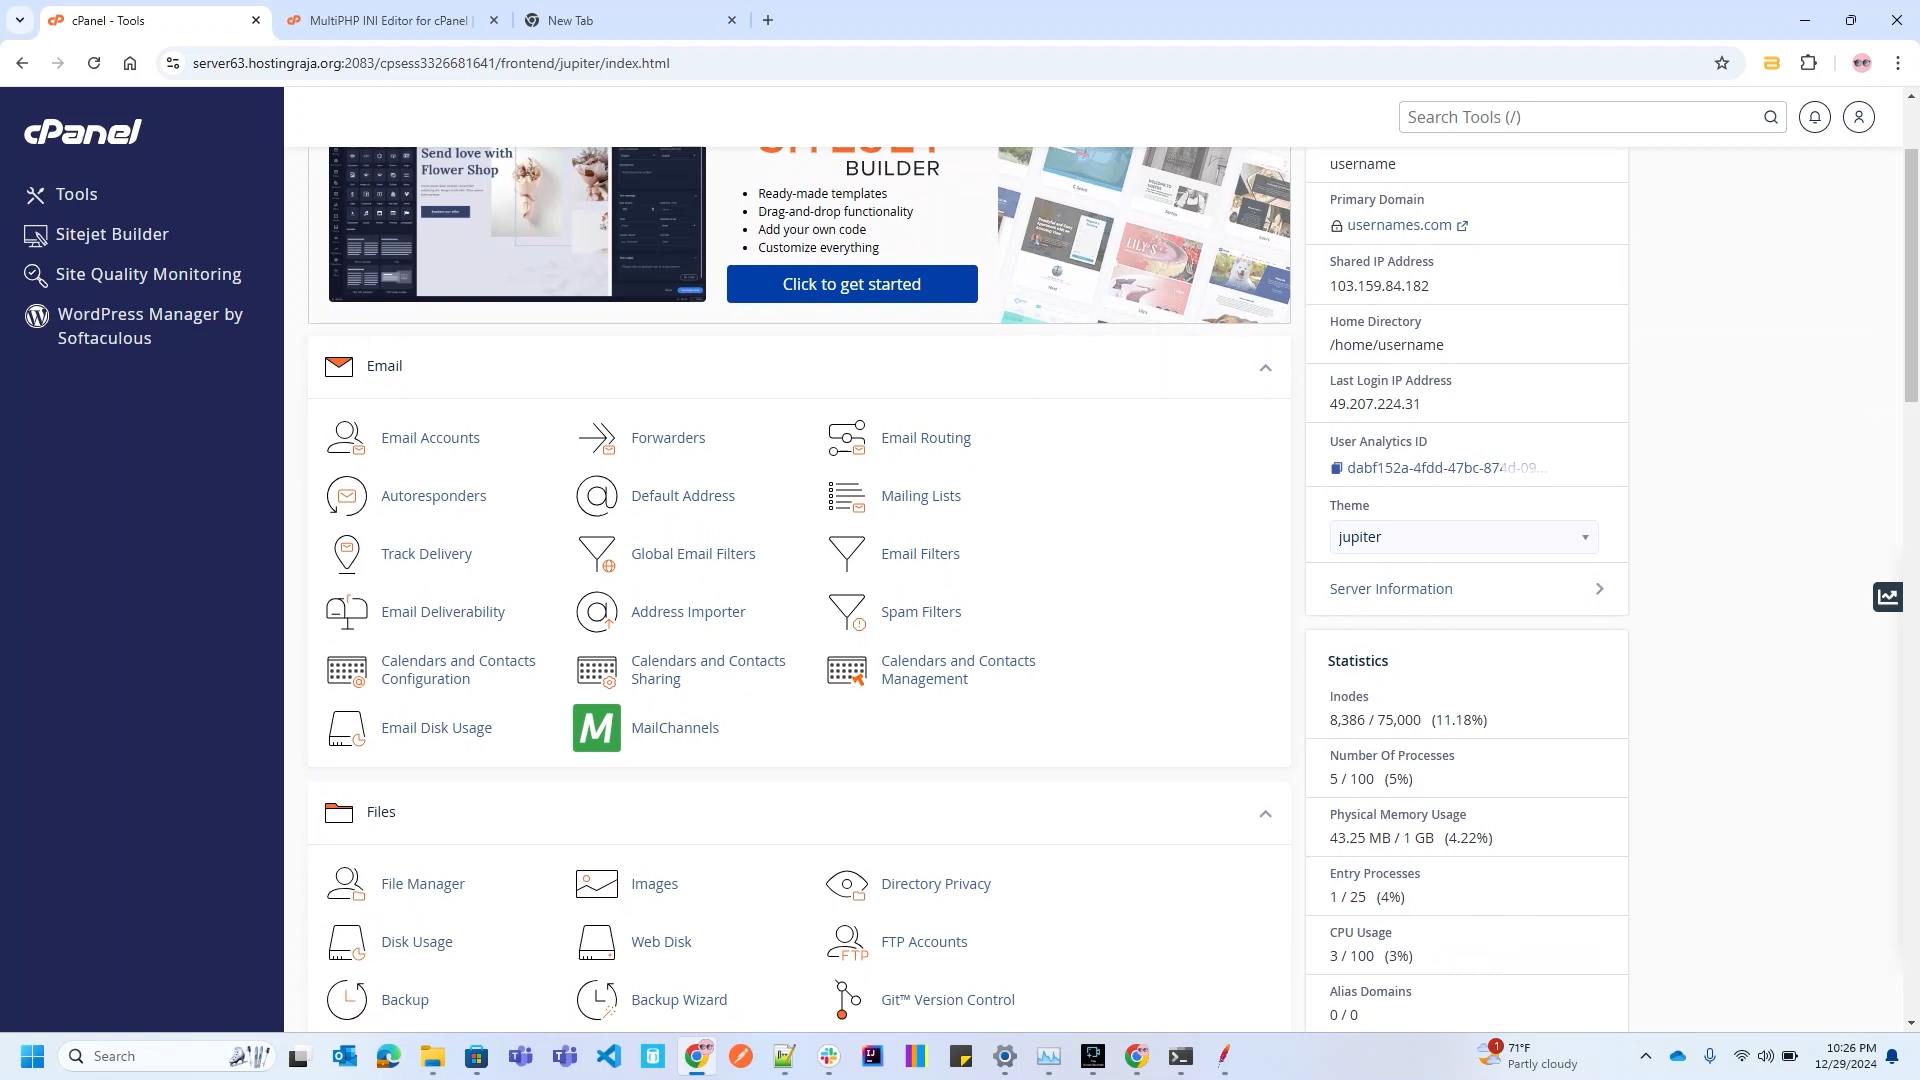 cPanel - Tools
MultiPHP INI Editor for cPanel
New Tab
server63.hostingraja.org:2083/cpsess3326681641/frontend/jupiter/index.html
cPanel
Search Tools (/)
Tools
Sitejet Builder
Site Quality Monitoring
WordPress Manager by
Softaculous
Send love with
Flower Shop
BUILDER
Ready-made templates
Drag-and-drop functionality
Add your own code
Customize everything
Click to get started
username
Primary Domain
usernames.com
Shared IP Address
103.159.84.182
Home Directory
/home/username
Last Login IP Address
49.207.224.31
User Analytics ID
dabf152a-4fdd-47bc-874d-09...
Theme
jupiter
Server Information
Email
Email Accounts
Forwarders
Email Routing
Autoresponders
Default Address
Mailing Lists
Track Delivery
Global Email Filters
Email Filters
Email Deliverability
Address Importer
Spam Filters
Calendars and Contacts
Configuration
Calendars and Contacts
Sharing
Calendars and Contacts
Management
Email Disk Usage
M
MailChannels
Statistics
Inodes
8,386 / 75,000 (11.18%)
Number Of Processes
5 / 100 (5%)
Physical Memory Usage
43.25 MB / 1 GB (4.22%)
Entry Processes
1 / 25 (4%)
CPU Usage
3 / 100 (3%)
Alias Domains
0 / 0
Files
File Manager
Images
Directory Privacy
Disk Usage
Web Disk
FTP
FTP Accounts
Backup
Backup Wizard
Git™ Version Control
Search
1
71°F
Partly cloudy
10:26 PM
12/29/2024